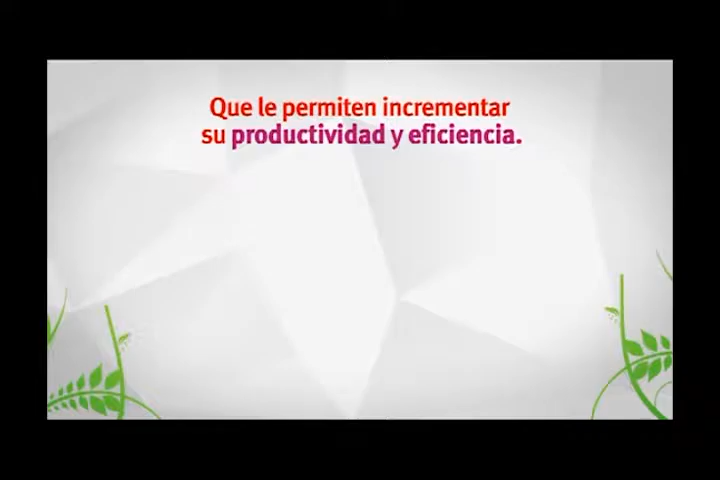 Que le permiten incrementar
su productividad y eficiencia.